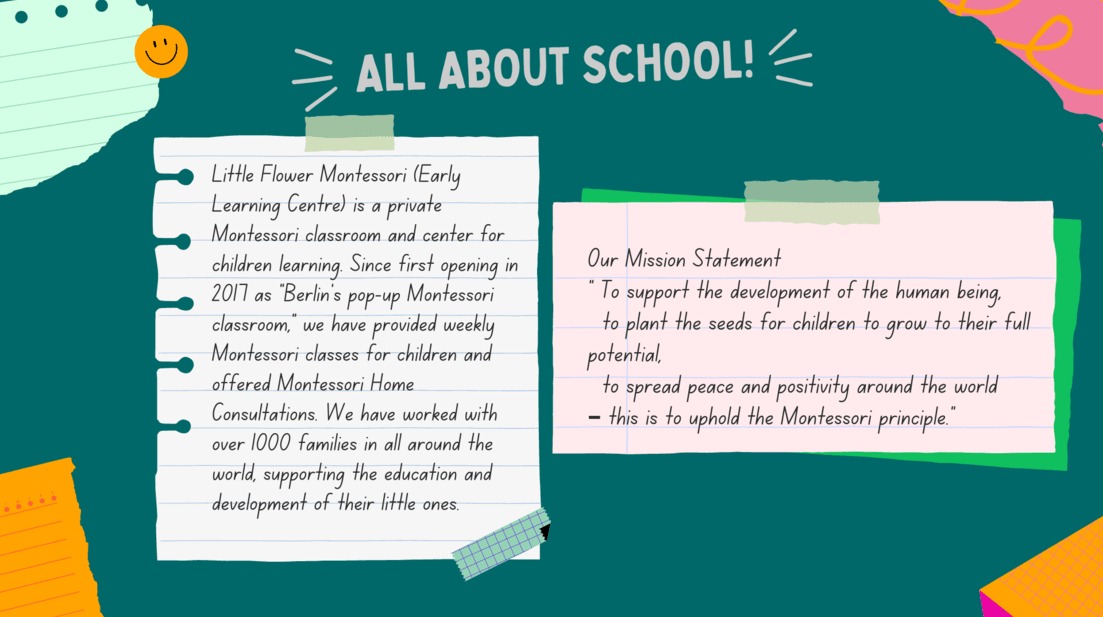 ALL ABOUT SCHOOL!
Little Flower Montessori (Early
Learning Centre) is a private
Montessori classroom and center for
children learning. Since first opening in
2017 as "Berlin's pop-up Montessori
classroom," we have provided weekly
Montessori classes for children and
offered Montessori Home
Consultations. We have worked with
over 1000 families in all around the
world, supporting the education and
development of their little ones.
Our Mission Statement
" To support the development of the human being,
to plant the seeds for children to grow to their full
potential,
to spread peace and positivity around the world
– this is to uphold the Montessori principle."